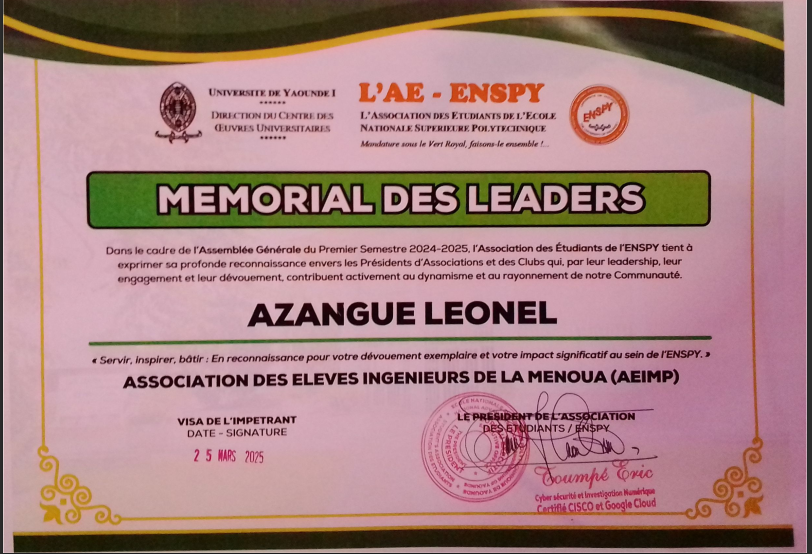 UNIVERSITE DE YAOUNDE I
******
DIRECTION DU CENTRE DES
ŒUVRES UNIVERSITAIRES
******
L'AE - ENSPY
L'ASSOCIATION DES ETUDIANTS DE L'ECOLE
NATIONALE SUPERIEURE POLYTECHNIQUE
Mandature sous le Vert Royal, faisons-le ensemble !...
ENSPY
MEMORIAL DES LEADERS
Dans le cadre de l'Assemblée Générale du Premier Semestre 2024-2025, l'Association des Étudiants de l'ENSPY tient à
exprimer sa profonde reconnaissance envers les Présidents d'Associations et des Clubs qui, par leur leadership, leur
engagement et leur dévouement, contribuent activement au dynamisme et au rayonnement de notre Communauté.
AZANGUE LEONEL
« Servir, inspirer, bâtir : En reconnaissance pour votre dévouement exemplaire et votre impact significatif au sein de l'ENSPY. »
ASSOCIATION DES ELEVES INGENIEURS DE LA MENOUA (AEIMP)
VISA DE L'IMPETRANT
DATE - SIGNATURE
25 MARS 2025
LE PRÉSIDENT DE L'ASSOCIATION
DES ÉTUDIANTS / ENSPY
Toumpé Eric
Cyber sécurité et Investigation Numérique
Certifié CISCO et Google Cloud